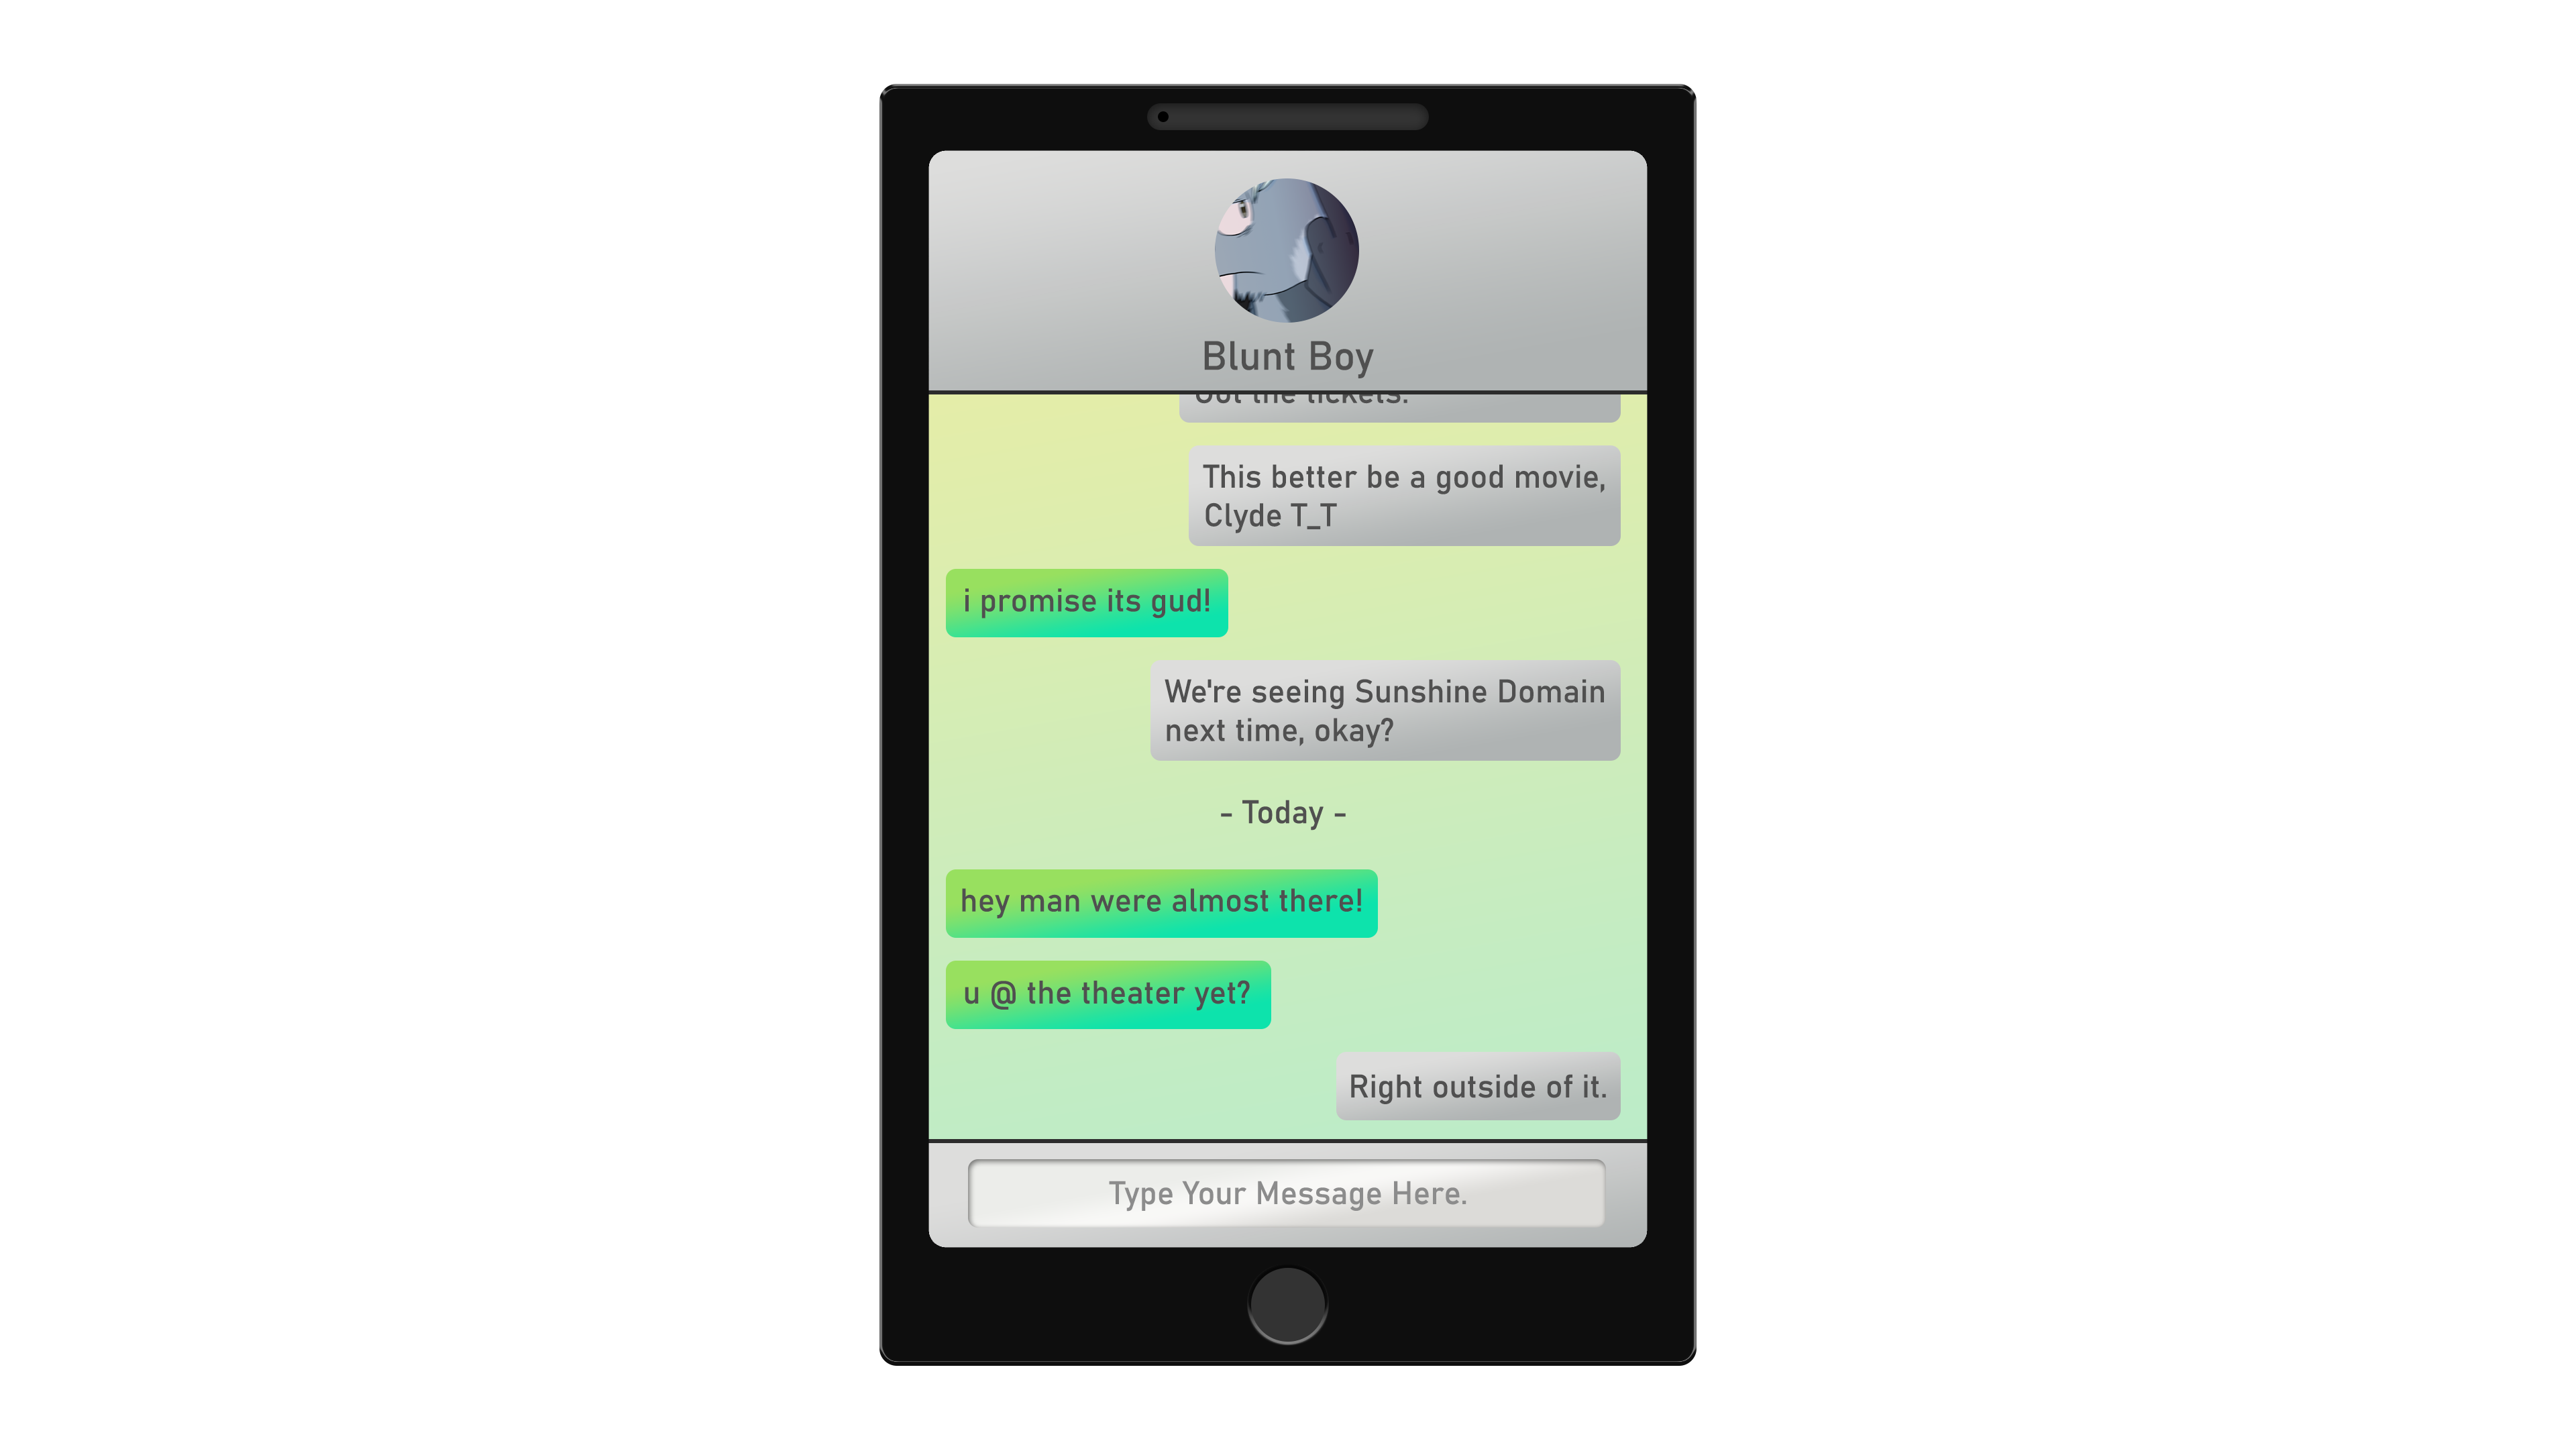 Blunt Boy
the tickets.
This better be a good movie,
Clyde T_T
i promise its gud!
We're seeing Sunshine Domain
next time, okay?
- Today -
hey man were almost there!
u @ the theater yet?
Right outside of it.
Type Your Message Here.